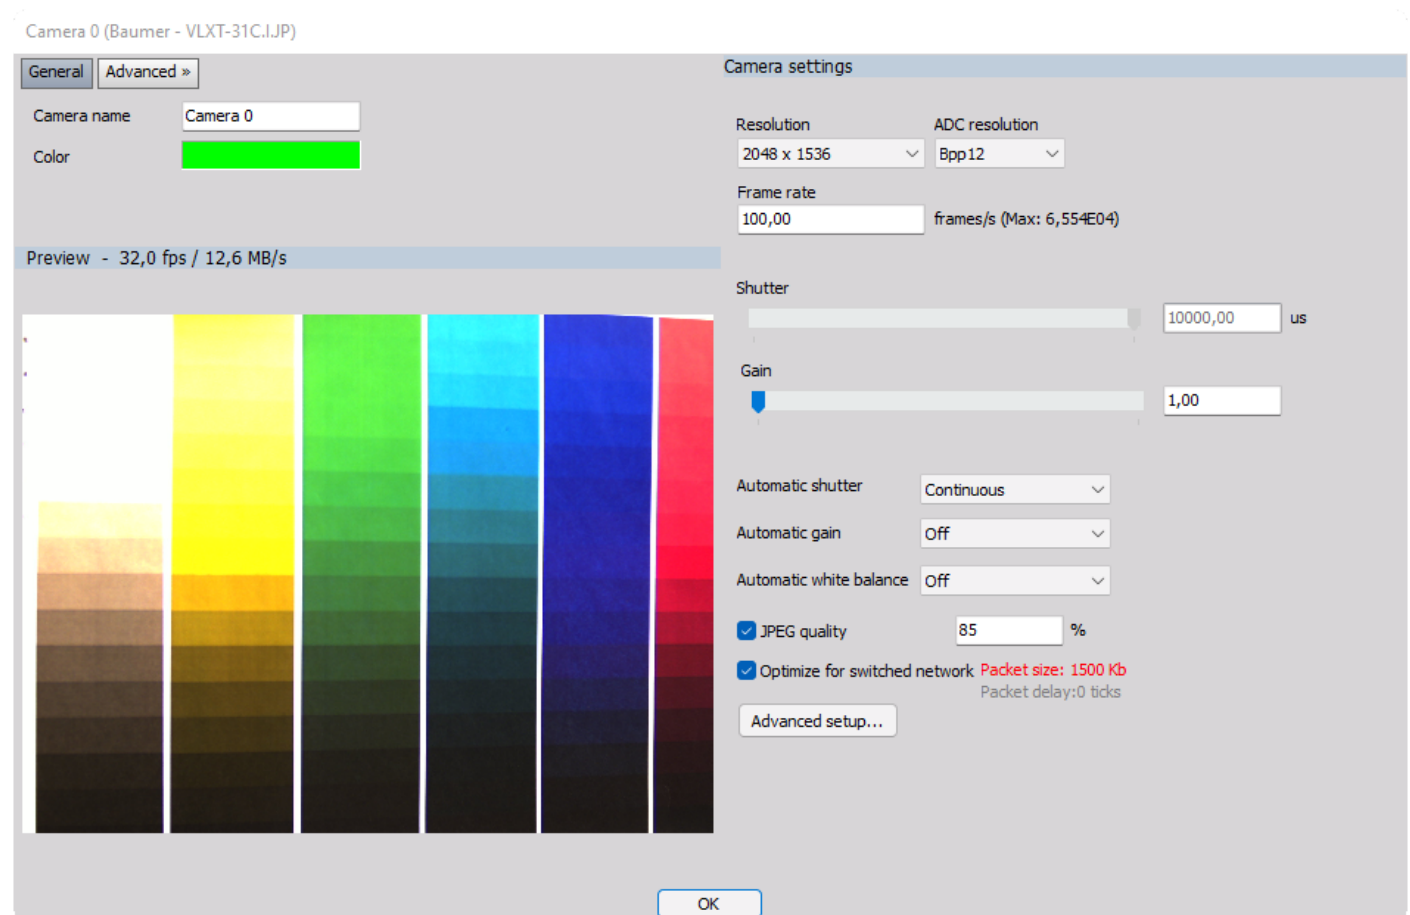 Camera 0 (Baumer - VLXT-31C.I.JP)
General
Advanced »
Camera name
Camera 0
Color
Preview - 32,0 fps / 12,6 MB/s
Camera settings
Resolution
ADC resolution
2048 x 1536
Bpp12
Frame rate
100,00
frames/s (Max: 6,554E04)
Shutter
10000,00
us
Gain
1,00
Automatic shutter
Continuous
Automatic gain
Off
Automatic white balance
Off
JPEG quality
85
%
Optimize for switched network
Packet size: 1500 Kb
Packet delay:0 ticks
Advanced setup...
OK